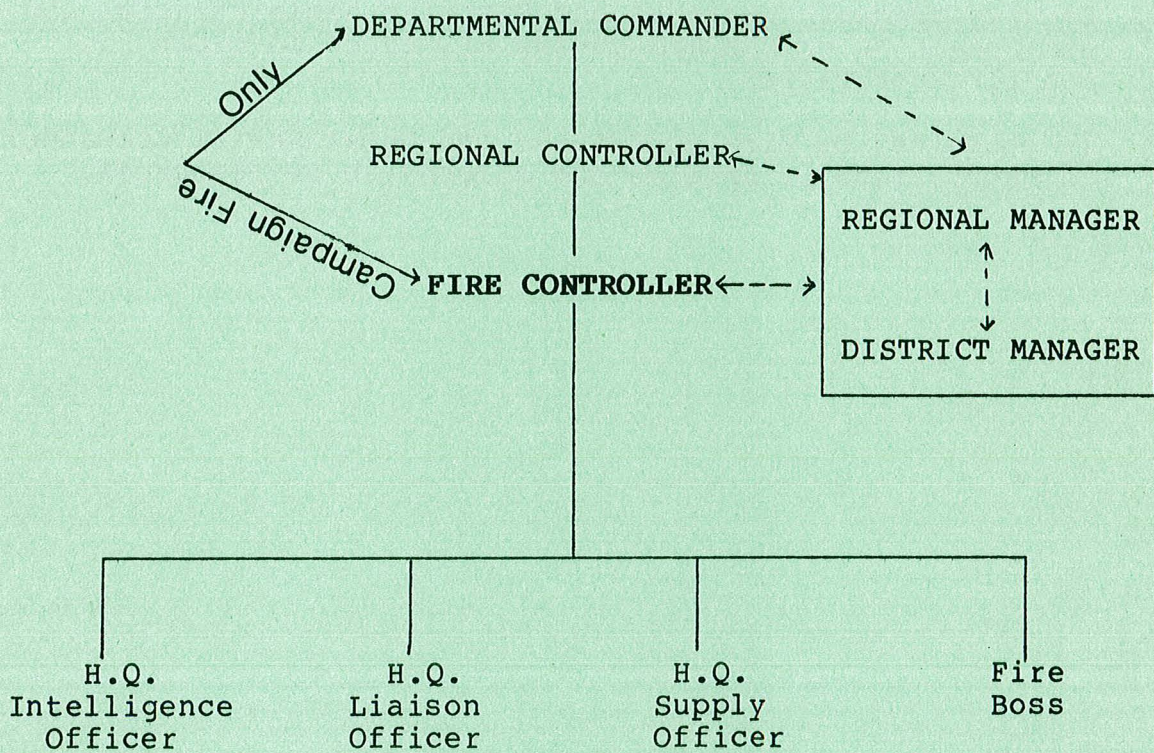 DEPARTMENTAL COMMANDER
Only
REGIONAL CONTROLLER
Campaign Fire
REGIONAL MANAGER
FIRE CONTROLLER
DISTRICT MANAGER
H.Q.
Intelligence
Officer
H.Q.
Liaison
Officer
H.Q.
Supply
Officer
Fire
Boss